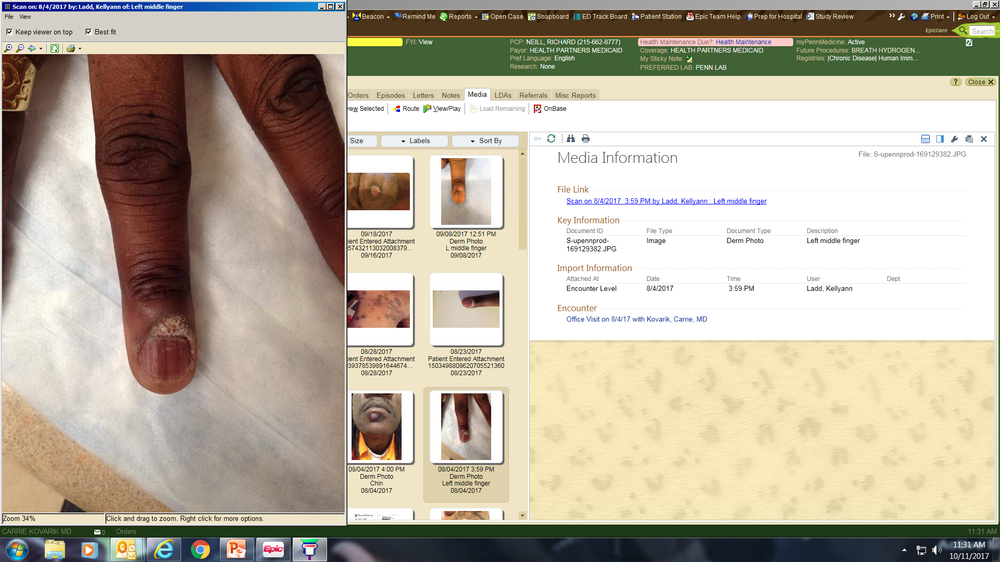 Scan on: 8/4/2017 by: Ladd, Kellyann of: Left middle finger
File View
Keep viewer on top Best fit
Zoom 34% Click and drag to zoom. Right click for more options.
Beacon Remind Me Reports Open Case Snapboard ED Track Board Patient Station Epic Team Help Prep for Hospital Study Review » Print Log Out
EpicCare Search
FYI: View
PCP: NEILL, RICHARD (215-662-8777)
Payor: HEALTH PARTNERS MEDICAID
Pref Language: English
Research: None
Health Maintenance Due?: Health Maintenance
Coverage: HEALTH PARTNERS MEDICAID
My Sticky Note:
PREFERRED LAB: PENN LAB
myPennMedicine: Active
Future Procedures: BREATH HYDROGEN...
Registries: |Chronic Disease| Human Imm...
? Close X
Orders Episodes Letters Notes Media LDAs Referrals Misc Reports
view Selected Route View/Play Load Remaining OnBase
Size Labels Sort By
09/18/2017
ient Entered Attachment
957432113032008379...
09/16/2017
09/08/2017 12:51 PM
Derm Photo
L middle finger
09/08/2017
08/28/2017
ient Entered Attachment
39378539891644674...
08/28/2017
08/23/2017
Patient Entered Attachment
1503498808620705521360
08/23/2017
08/04/2017 4:00 PM
Derm Photo
Chin
08/04/2017
08/04/2017 3:59 PM
Derm Photo
Left middle finger
08/04/2017
Media Information
File: S-upennprod-169129382.JPG
File Link
Scan on 8/4/2017 3:59 PM by Ladd, Kellyann : Left middle finger
Key Information
Document ID File Type Document Type Description
S-upennprod-169129382.JPG Image Derm Photo Left middle finger
Import Information
Attached At Date Time User Dept
Encounter Level 8/4/2017 3:59 PM Ladd, Kellyann
Encounter
Office Visit on 8/4/17 with Kovarik, Carrie, MD
CARRIE KOVARIK MD 0 Orders 11:31 AM
Epic
11:31 AM
10/11/2017